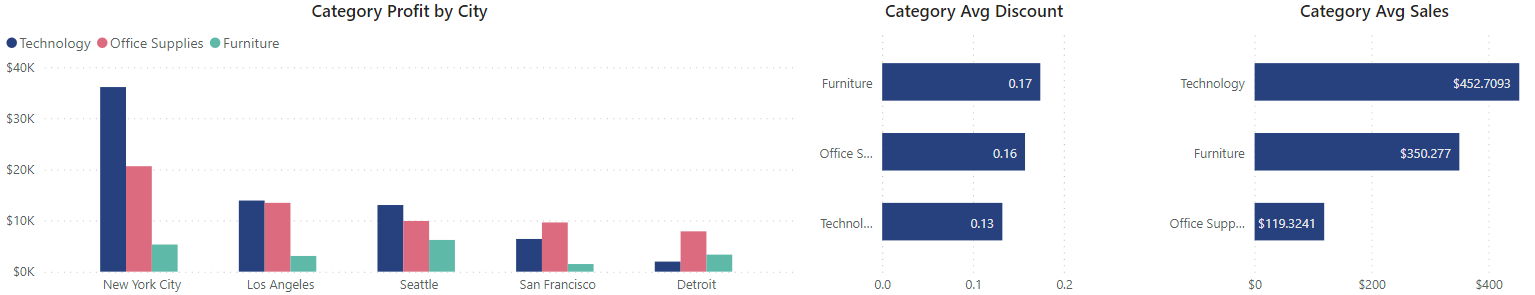 Category Profit by City
Technology Office Supplies Furniture
$40K
$30K
$20K
$10K
$0K
New York City Los Angeles Seattle San Francisco Detroit
Category Avg Discount
Furniture 0.17
Office S... 0.16
Technol... 0.13
0.0 0.1 0.2
Category Avg Sales
Technology $452.7093
Furniture $350.277
Office Supp... $119.3241
$0 $200 $400